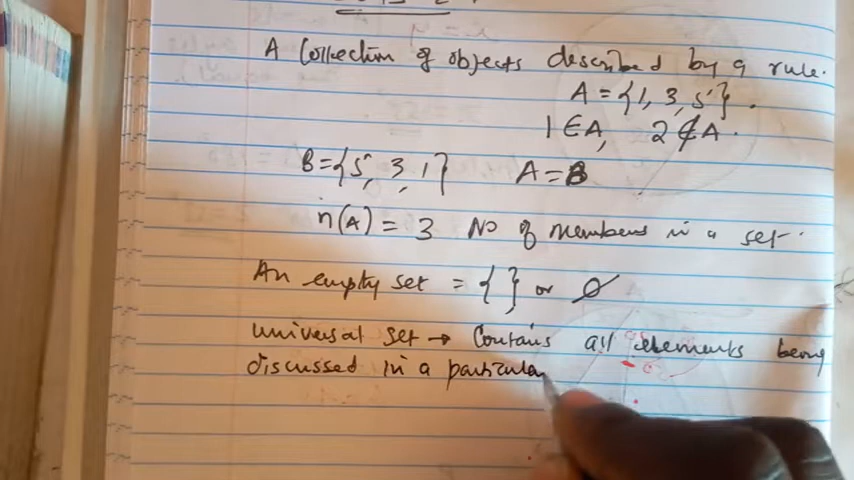 A Collection of objects described by a rule.
A = {1, 3, 5}.
1 ∈ A, 2 ∉ A.
B = {5, 3, 1} A = B
n(A) = 3 No of members in a set.
An empty set = { } or ∅
universal set → Contains all elements being
discussed in a particular